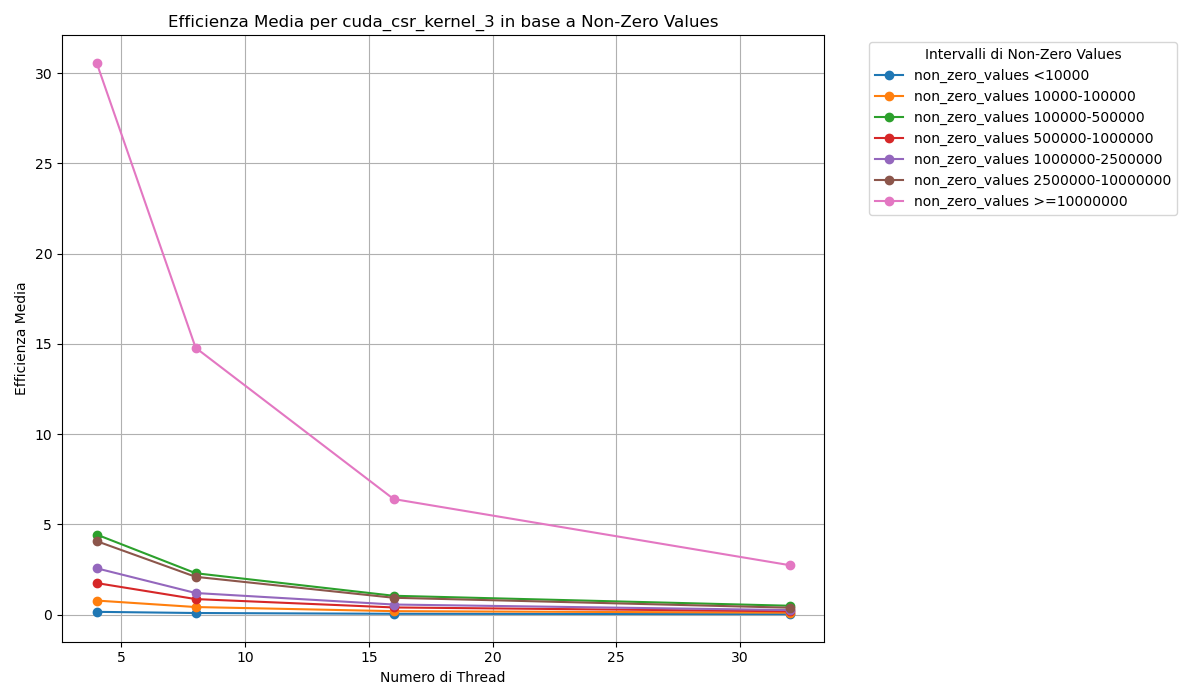 Efficienza Media per cuda_csr_kernel_3 in base a Non-Zero Values
Efficienza Media
30
25
20
15
10
5
0
5
10
15
20
25
30
Numero di Thread
Intervalli di Non-Zero Values
non_zero_values <10000
non_zero_values 10000-100000
non_zero_values 100000-500000
non_zero_values 500000-1000000
non_zero_values 1000000-2500000
non_zero_values 2500000-10000000
non_zero_values >=10000000